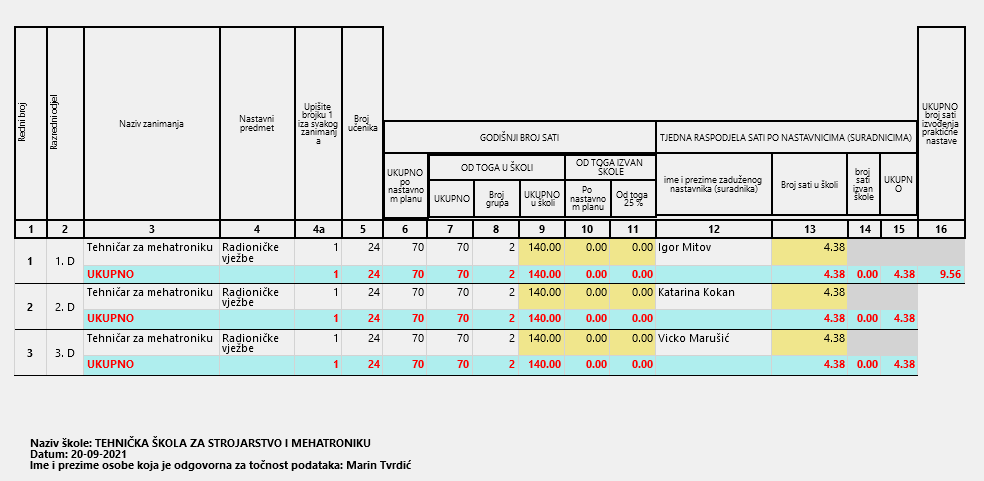 Redni broj
Razredni odjel
Naziv zanimanja
Nastavni
predmet
Upišite
brojku 1
iza svakog
zanimanj
a
Broj
učenika
GODIŠNJI BROJ SATI
TJEDNA RASPODJELA SATI PO NASTAVNICIMA (SURADNICIMA)
UKUPNO
broj sati
izvođenja
praktične
nastave
UKUPNO
po
nastavno
m planu
OD TOGA U ŠKOLI
OD TOGA IZVAN
ŠKOLE
UKUPNO
Broj
grupa
UKUPNO
u školi
Po
nastavno
m planu
Od toga
25 %
ime i prezime zaduženog
nastavnika (suradnika)
Broj sati u školi
broj
sati
izvan
škole
UKUPN
O
1 2 3 4 4a 5 6 7 8 9 10 11 12 13 14 15 16
1 1. D Tehničar za mehatroniku Radioničke 1 24 70 70 2 140.00 0.00 0.00 Igor Mitov 4.38
vježbe
UKUPNO 1 24 70 70 2 140.00 0.00 0.00 4.38 0.00 4.38 9.56
2 2. D Tehničar za mehatroniku Radioničke 1 24 70 70 2 140.00 0.00 0.00 Katarina Kokan 4.38
vježbe
UKUPNO 1 24 70 70 2 140.00 0.00 0.00 4.38 0.00 4.38
3 3. D Tehničar za mehatroniku Radioničke 1 24 70 70 2 140.00 0.00 0.00 Vicko Marušić 4.38
vježbe
UKUPNO 1 24 70 70 2 140.00 0.00 0.00 4.38 0.00 4.38
Naziv škole: TEHNIČKA ŠKOLA ZA STROJARSTVO I MEHATRONIKU
Datum: 20-09-2021
Ime i prezime osobe koja je odgovorna za točnost podataka: Marin Tvrdić